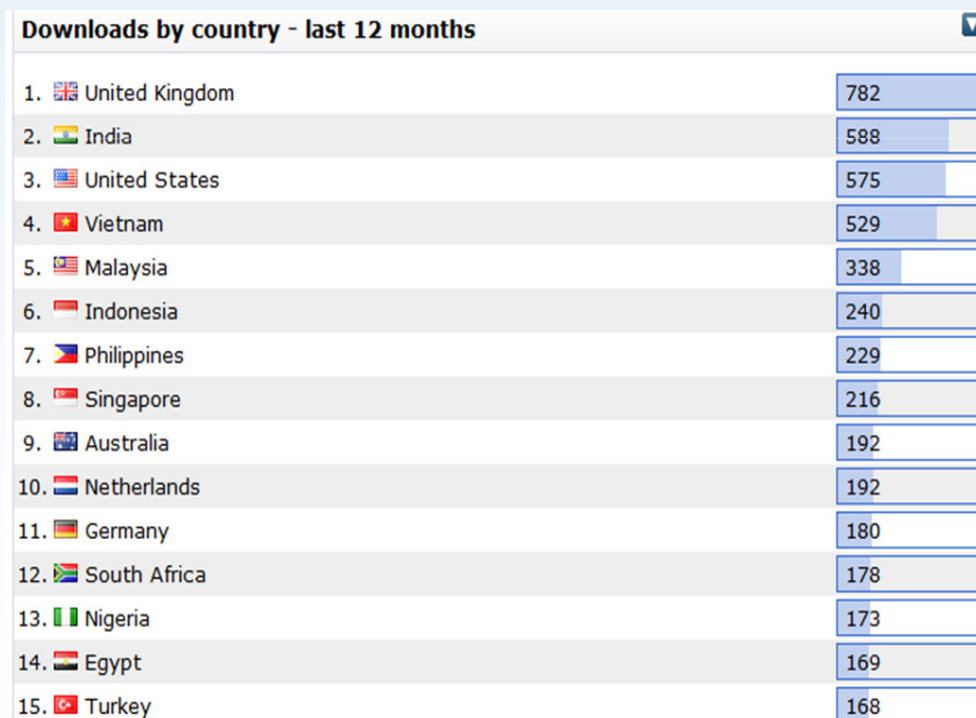 Downloads by country - last 12 months
1. United Kingdom 782
2. India 588
3. United States 575
4. Vietnam 529
5. Malaysia 338
6. Indonesia 240
7. Philippines 229
8. Singapore 216
9. Australia 192
10. Netherlands 192
11. Germany 180
12. South Africa 178
13. Nigeria 173
14. Egypt 169
15. Turkey 168